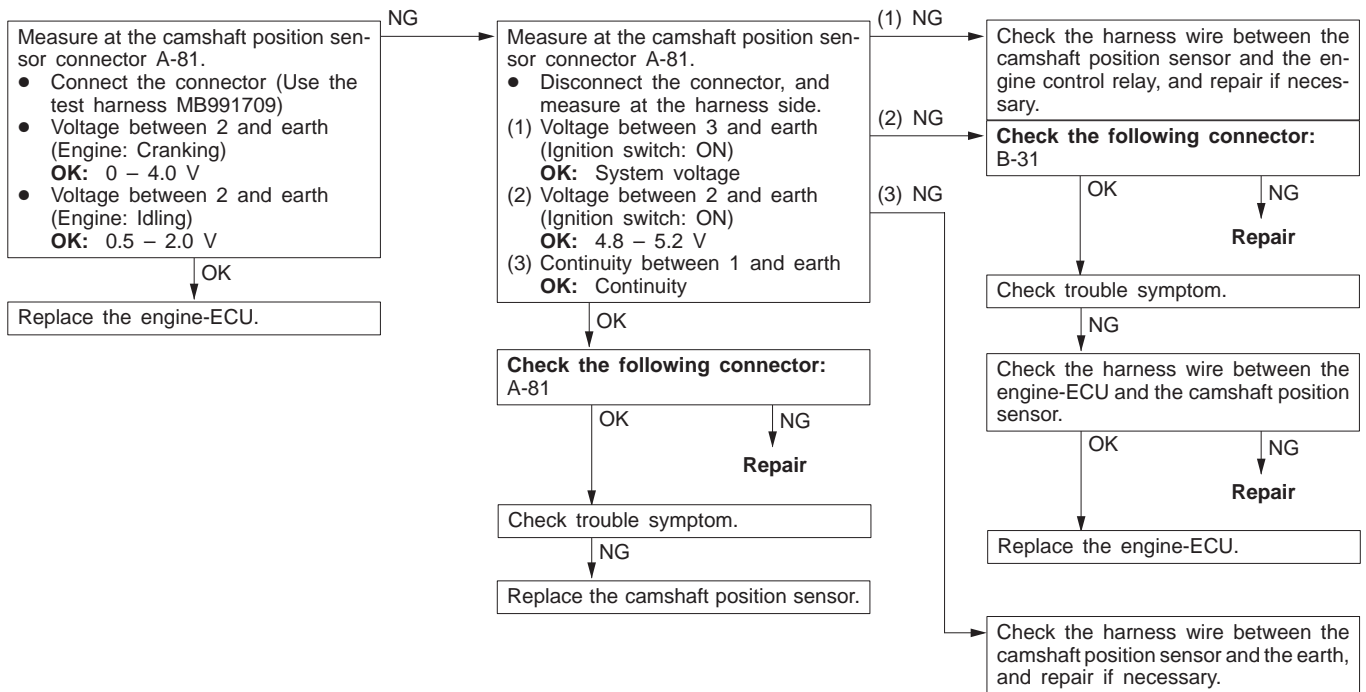 NG
Measure at the camshaft position sen-
sor connector A-81.
● Connect the connector (Use the
test harness MB991709)
● Voltage between 2 and earth
(Engine: Cranking)
OK: 0 – 4.0 V
● Voltage between 2 and earth
(Engine: Idling)
OK: 0.5 – 2.0 V
OK
Replace the engine-ECU.
Measure at the camshaft position sen-
sor connector A-81.
● Disconnect the connector, and
measure at the harness side.
(1) Voltage between 3 and earth
(Ignition switch: ON)
OK: System voltage
(2) Voltage between 2 and earth
(Ignition switch: ON)
OK: 4.8 – 5.2 V
(3) Continuity between 1 and earth
OK: Continuity
OK
Check the following connector:
A-81
OK
NG
Repair
Check trouble symptom.
NG
Replace the camshaft position sensor.
(1) NG
Check the harness wire between the
camshaft position sensor and the en-
gine control relay, and repair if neces-
sary.
(2) NG
Check the following connector:
B-31
OK
NG
Repair
Check trouble symptom.
NG
Check the harness wire between the
engine-ECU and the camshaft position
sensor.
OK
NG
Repair
Replace the engine-ECU.
(3) NG
Check the harness wire between the
camshaft position sensor and the earth,
and repair if necessary.